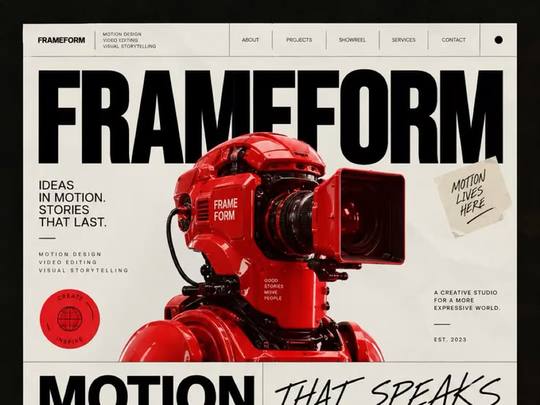 FRAMEFORM
MOTION DESIGN
VIDEO EDITING
VISUAL STORYTELLING
ABOUT
PROJECTS
SHOWREEL
SERVICES
CONTACT
FRAMEFORM
IDEAS
IN MOTION.
STORIES
THAT LAST.
MOTION DESIGN
VIDEO EDITING
VISUAL STORYTELLING
CREATE
INSPIRE
FRAME
FORM
GOOD
STORIES
MOVE
PEOPLE
MOTION
LIVES
HERE
A CREATIVE STUDIO
FOR A MORE
EXPRESSIVE WORLD.
EST. 2023
MOTION
THAT SPEAKS